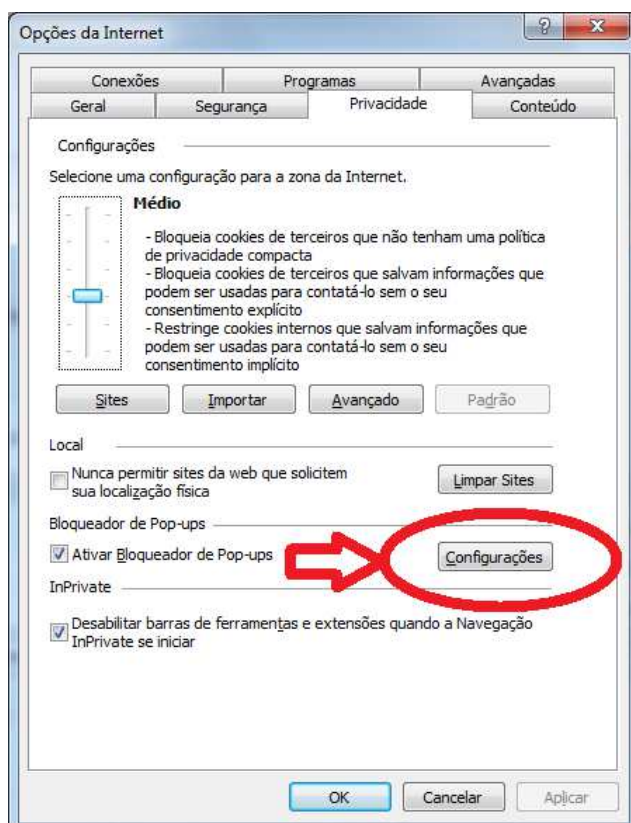 Opções da Internet
Conexões Programas Avançadas
Geral Segurança Privacidade Conteúdo
Configurações
Selecione uma configuração para a zona da Internet.
Médio
- Bloqueia cookies de terceiros que não tenham uma política
de privacidade compacta
- Bloqueia cookies de terceiros que salvam informações que
podem ser usadas para contatá-lo sem o seu
consentimento explícito
- Restringe cookies internos que salvam informações que
podem ser usadas para contatá-lo sem o seu
consentimento implícito
Sites Importar Avançado Padrão
Local
Nunca permitir sites da web que solicitem
sua localização física
Limpar Sites
Bloqueador de Pop-ups
Ativar Bloqueador de Pop-ups
Configurações
InPrivate
Desabilitar barras de ferramentas e extensões quando a Navegação
InPrivate se iniciar
OK Cancelar Aplicar